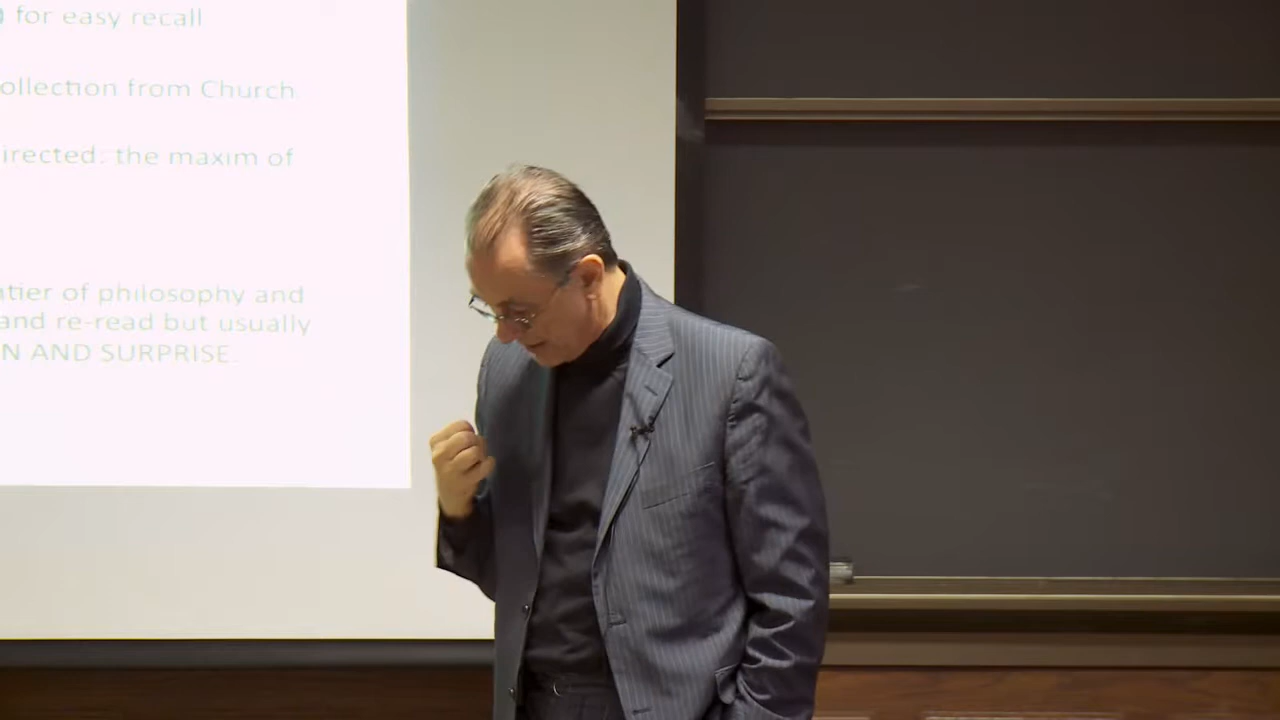 ) for easy recall
ollection from Church.
irected: the maxim of
tier of philosophy and
and re-read but usually
N AND SURPRISE.